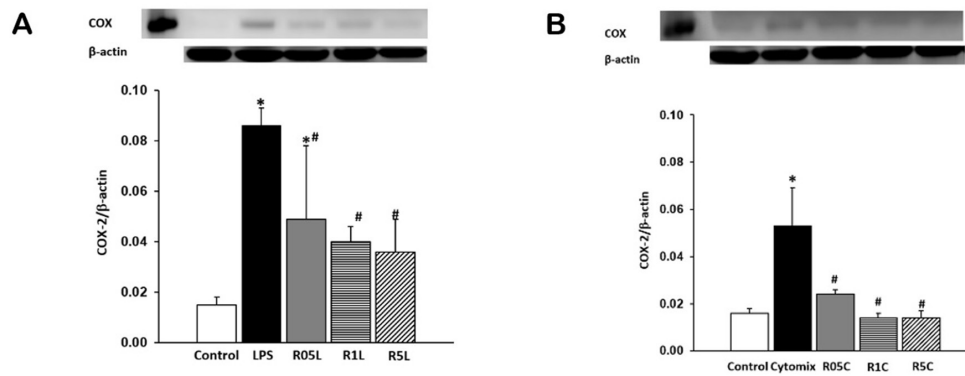 A
COX
β-actin
COX-2/β-actin
0.10
0.08
0.06
0.04
0.02
0.00
*
*#
#
#
Control LPS R05L R1L R5L
B
COX
β-actin
COX-2/β-actin
0.10
0.08
0.06
0.04
0.02
0.00
*
#
#
#
Control Cytomix R05C R1C R5C